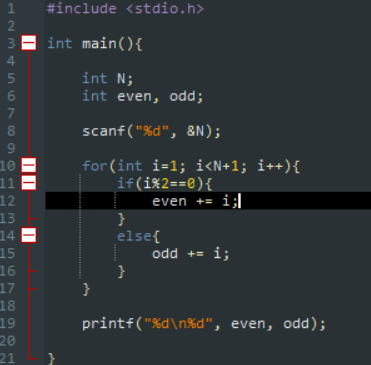 1 #include <stdio.h>
2
3 int main(){
4
5     int N;
6     int even, odd;
7
8     scanf("%d", &N);
9
10     for(int i=1; i<N+1; i++){
11         if(i%2==0){
12             even += i;
13         }
14         else{
15             odd += i;
16         }
17     }
18
19     printf("%d\n%d", even, odd);
20
21 }